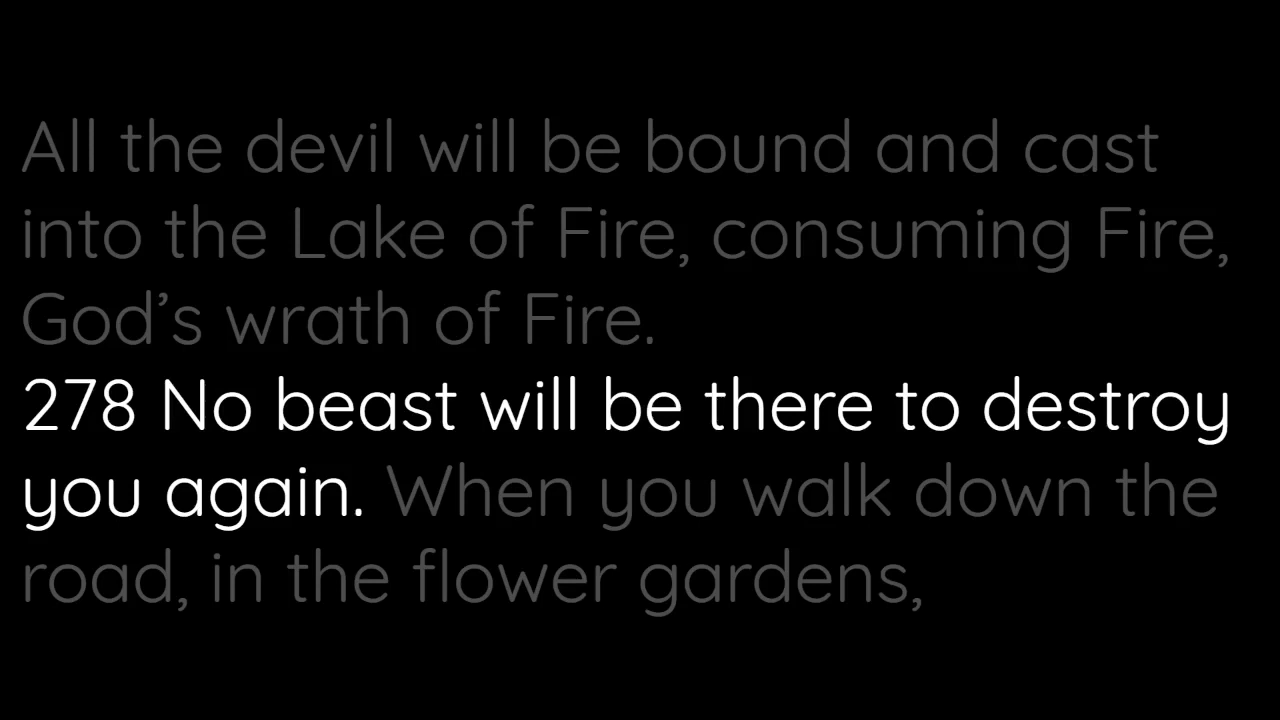 All the devil will be bound and cast
into the Lake of Fire, consuming Fire,
God’s wrath of Fire.
278 No beast will be there to destroy
you again. When you walk down the
road, in the flower gardens,